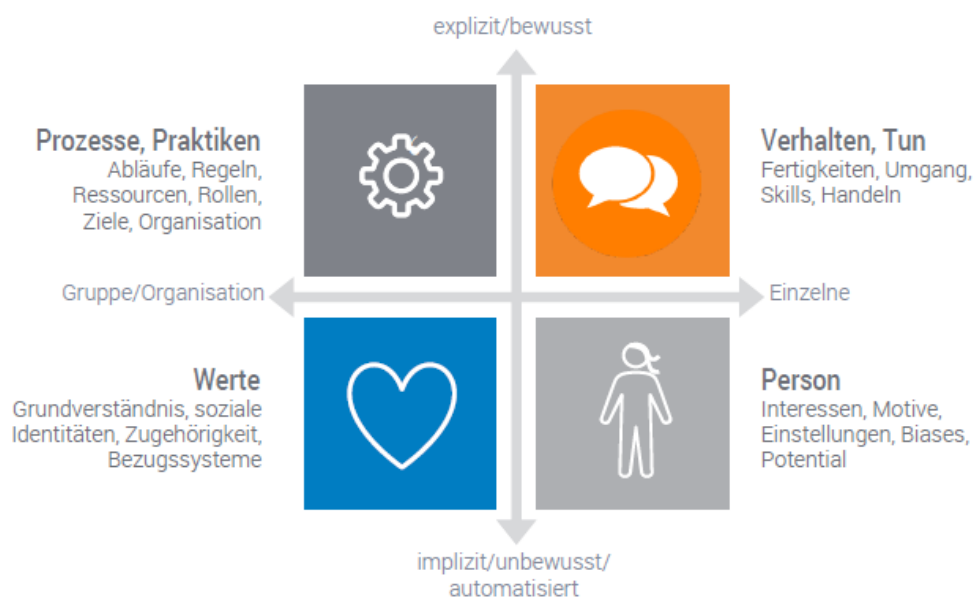 explizit/bewusst
Prozesse, Praktiken
Abläufe, Regeln,
Ressourcen, Rollen,
Ziele, Organisation
Verhalten, Tun
Fertigkeiten, Umgang,
Skills, Handeln
Gruppe/Organisation
Einzelne
Werte
Grundverständnis, soziale
Identitäten, Zugehörigkeit,
Bezugssysteme
Person
Interessen, Motive,
Einstellungen, Biases,
Potential
implizit/unbewusst/
automatisiert